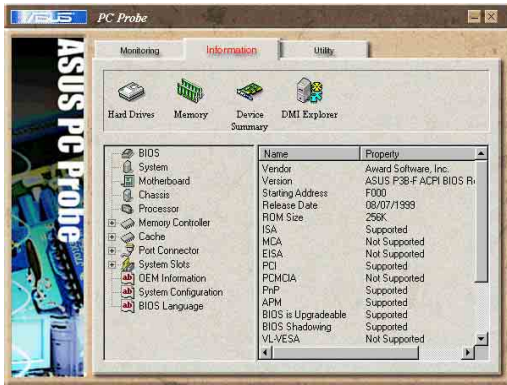 ASUS PC Probe
ASUS PC Probe
Monitoring Information Utility
Hard Drives Memory Device Summary DMI Explorer
BIOS
System
Motherboard
Chassis
Processor
Memory Controller
Cache
Port Connector
System Slots
OEM Information
System Configuration
BIOS Language
Name Property
Vendor Award Software, Inc.
Version ASUS P3B-F ACPI BIOS
Starting Address F000
Release Date 08/07/1999
ROM Size 256K
ISA Supported
MCA Not Supported
EISA Not Supported
PCI Supported
PCMCIA Not Supported
PnP Supported
APM Supported
BIOS is Upgradeable Supported
BIOS Shadowing Supported
VL-VESA Not Supported